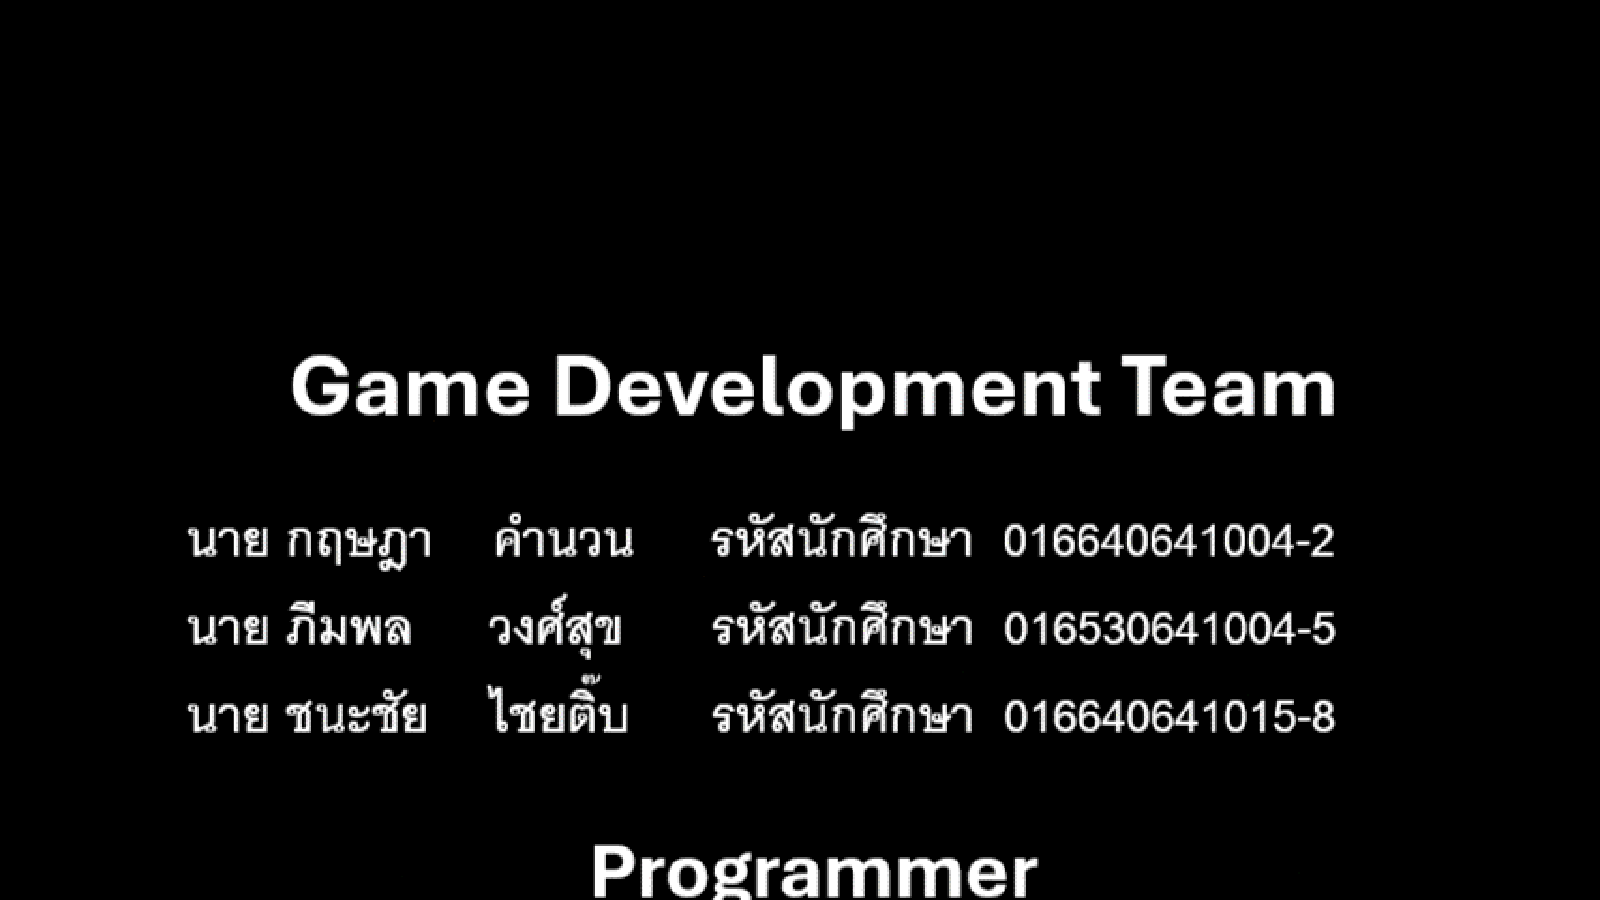 Game Development Team
นาย กฤษฎา คำนวน รหัสนักศึกษา 016640641004-2
นาย ภีมพล วงศ์สุข รหัสนักศึกษา 016530641004-5
นาย ชนะชัย ไชยติ๊บ รหัสนักศึกษา 016640641015-8
Programmer